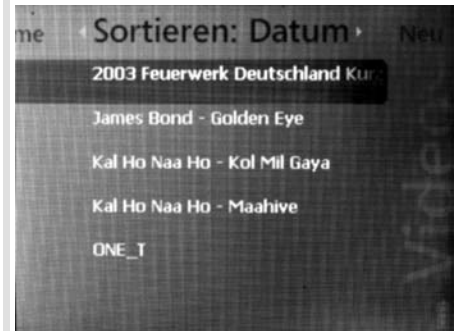 me Sortieren: Datum Neu
2003 Feuerwerk Deutschland Kur
James Bond - Golden Eye
Kal Ho Naa Ho - Kol Mil Gaya
Kal Ho Naa Ho - Maahive
ONE_T
Video